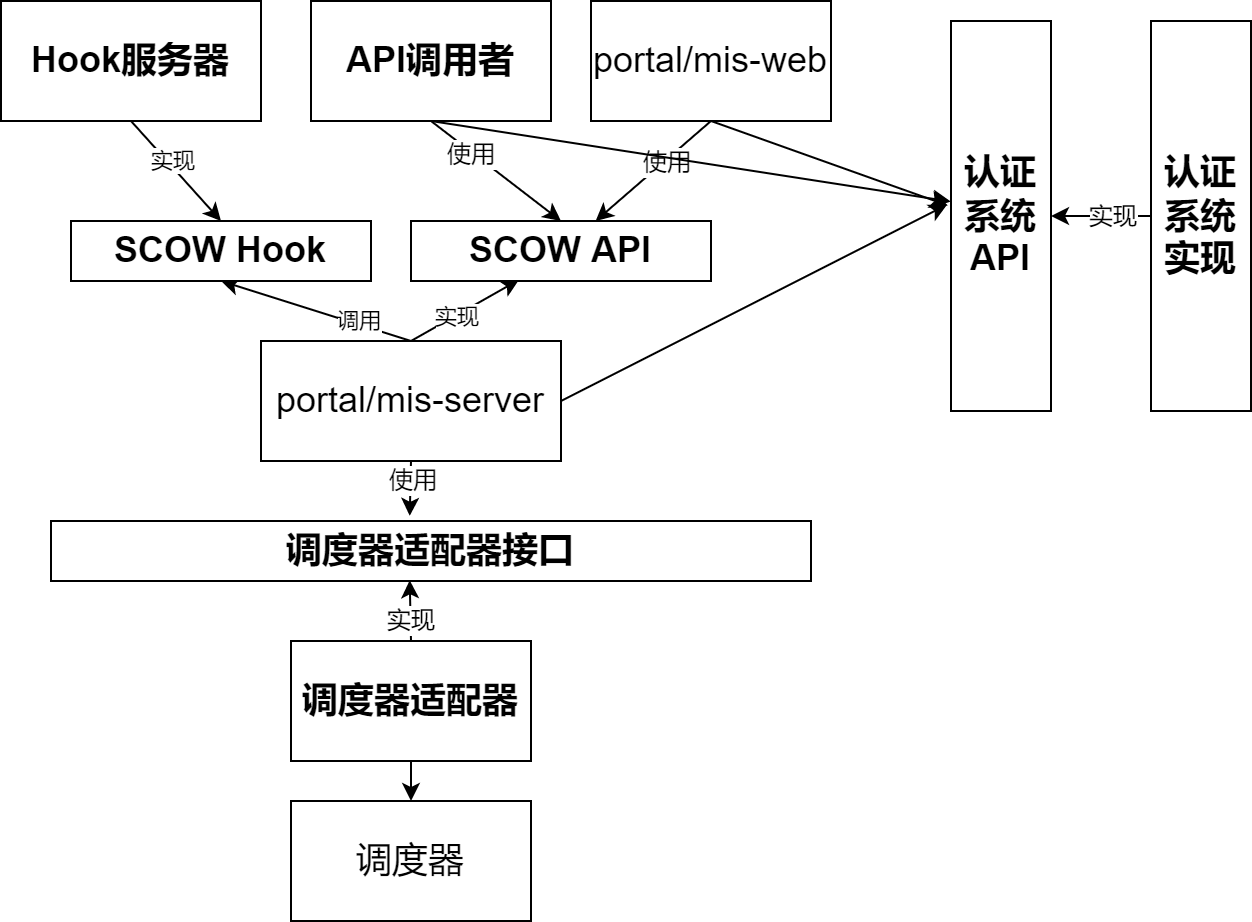 Hook服务器
API调用者
portal/mis-web
实现
使用
使用
认证
系统
API
实现
认证
系统
实现
SCOW Hook
SCOW API
调用
实现
portal/mis-server
使用
调度器适配器接口
实现
调度器适配器
调度器